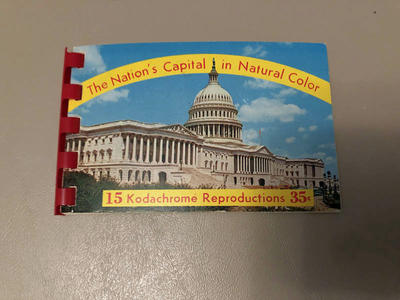 The Nation's Capital in Natural Color
15 Kodachrome Reproductions 35¢